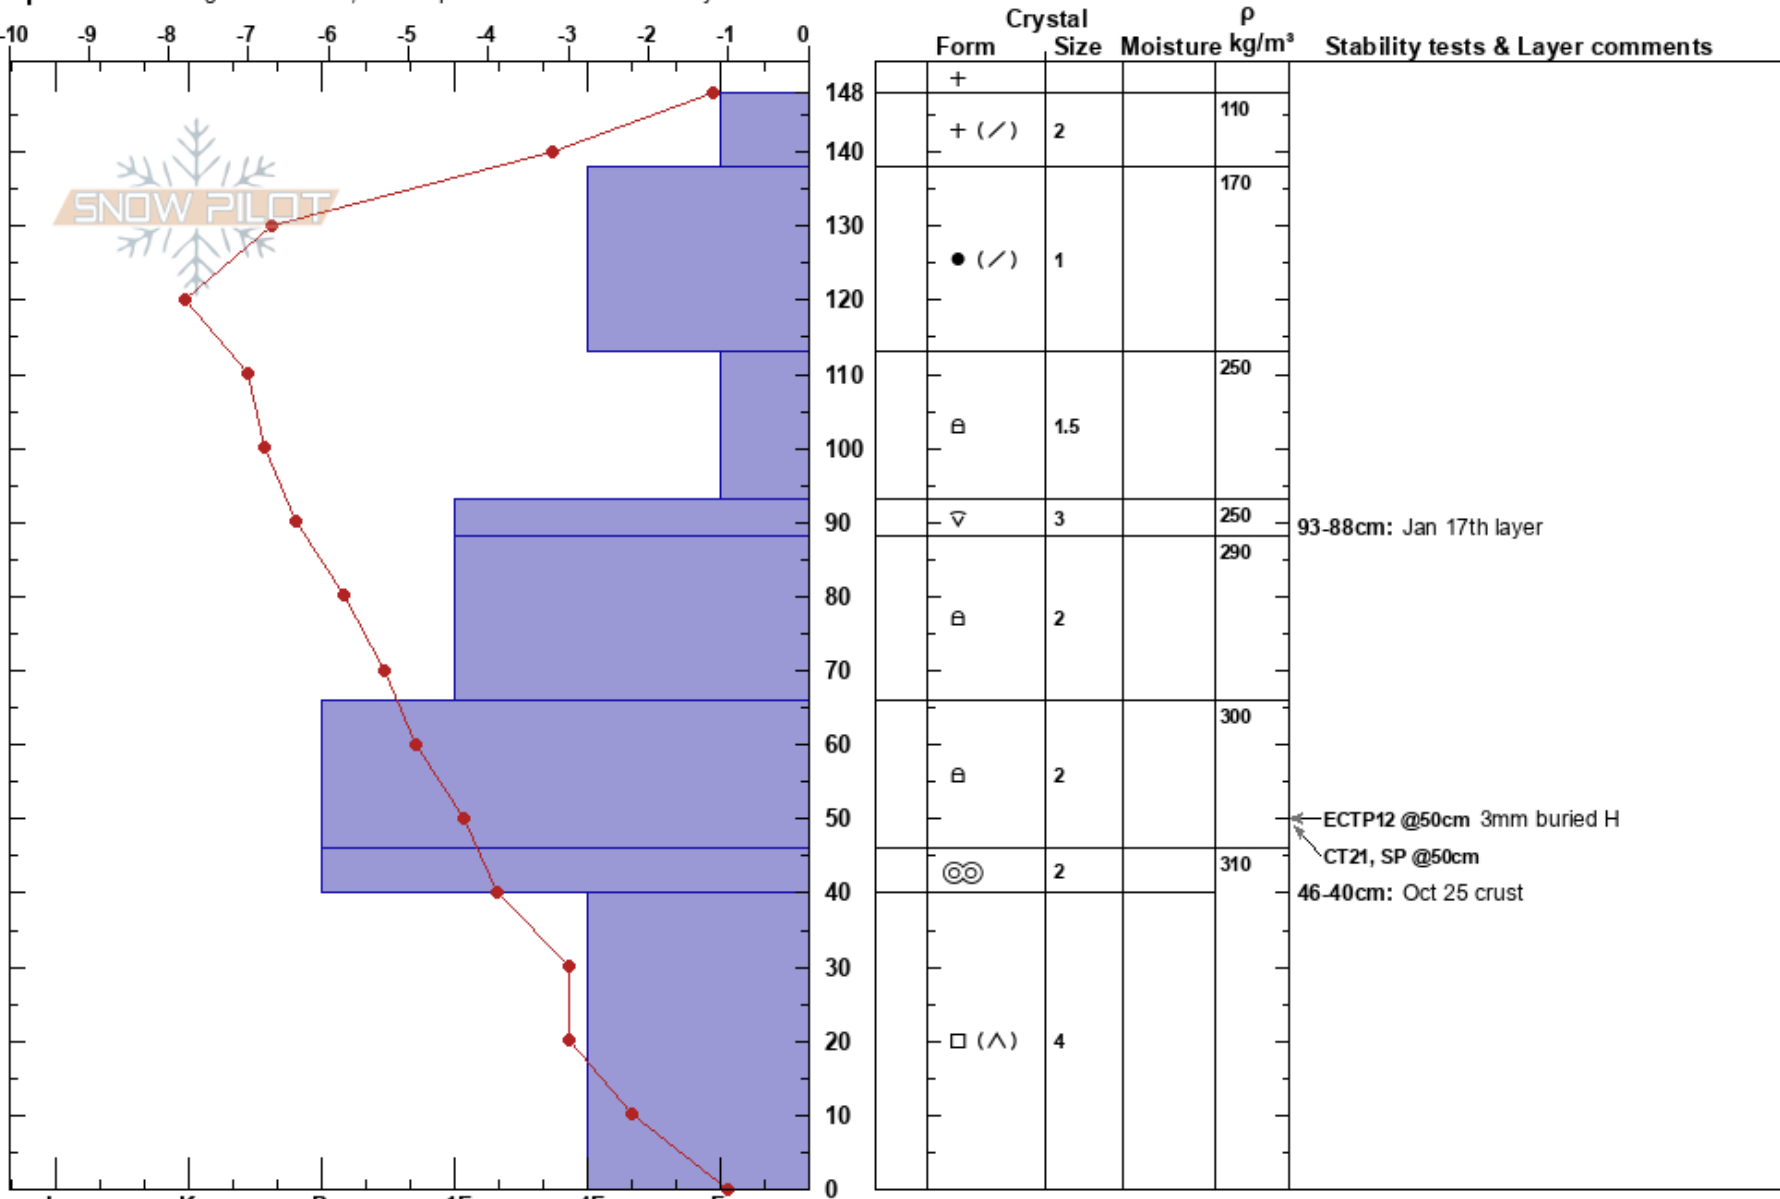 Crystal ρ
-10 -9 -8 -7 -6 -5 -4 -3 -2 -1 0 Form Size Moisture kg/m³ Stability tests & Layer comments
+
148 110
+ (/) 2
140
SNOW PILOT 170
130
● (/) 1
120
110 250
1.5
100
90 3 250 93-88cm: Jan 17th layer
290
80
2
70
300
60
2
50 ECTP12 @50cm 3mm buried H
CT21, SP @50cm
2 310
40 46-40cm: Oct 25 crust
30
20 □ (∧) 4
10
0